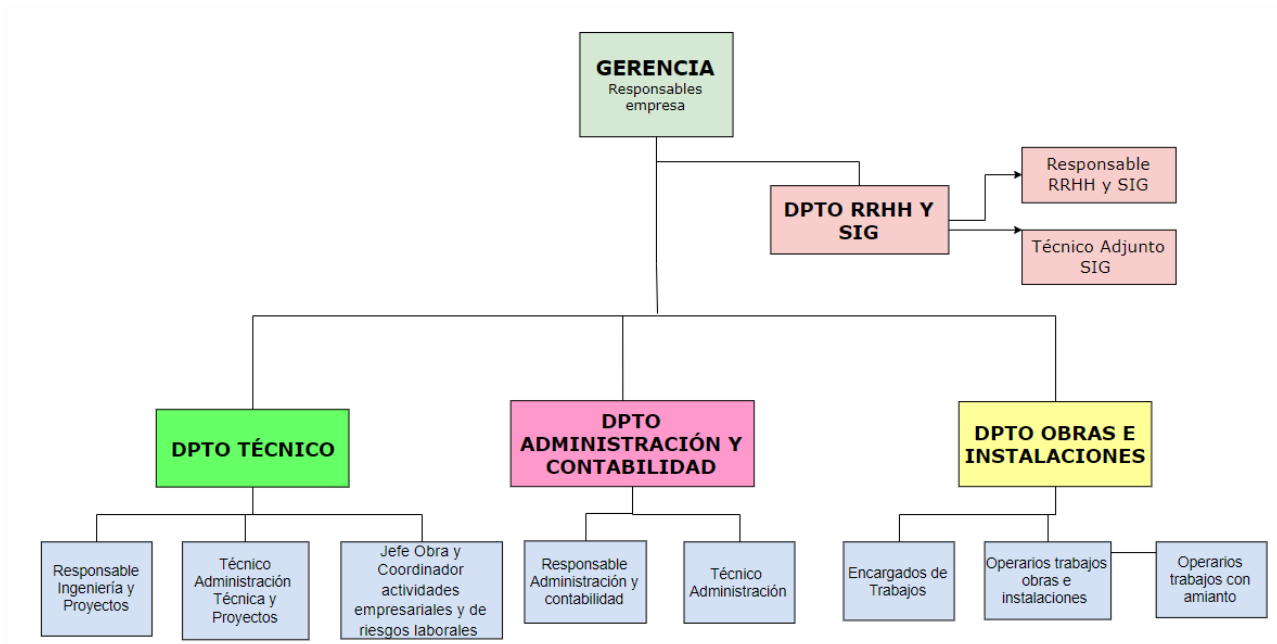 GERENCIA
Responsables
empresa
Responsable
RRHH y SIG
DPTO RRHH Y
SIG
Técnico Adjunto
SIG
DPTO TÉCNICO
DPTO
ADMINISTRACIÓN Y
CONTABILIDAD
DPTO OBRAS E
INSTALACIONES
Responsable
Ingeniería y
Proyectos
Técnico
Administración
Técnica y
Proyectos
Jefe Obra y
Coordinador
actividades
empresariales y de
riesgos laborales
Responsable
Administración y
contabilidad
Técnico
Administración
Encargados de
Trabajos
Operarios trabajos
obras e
instalaciones
Operarios
trabajos con
amianto